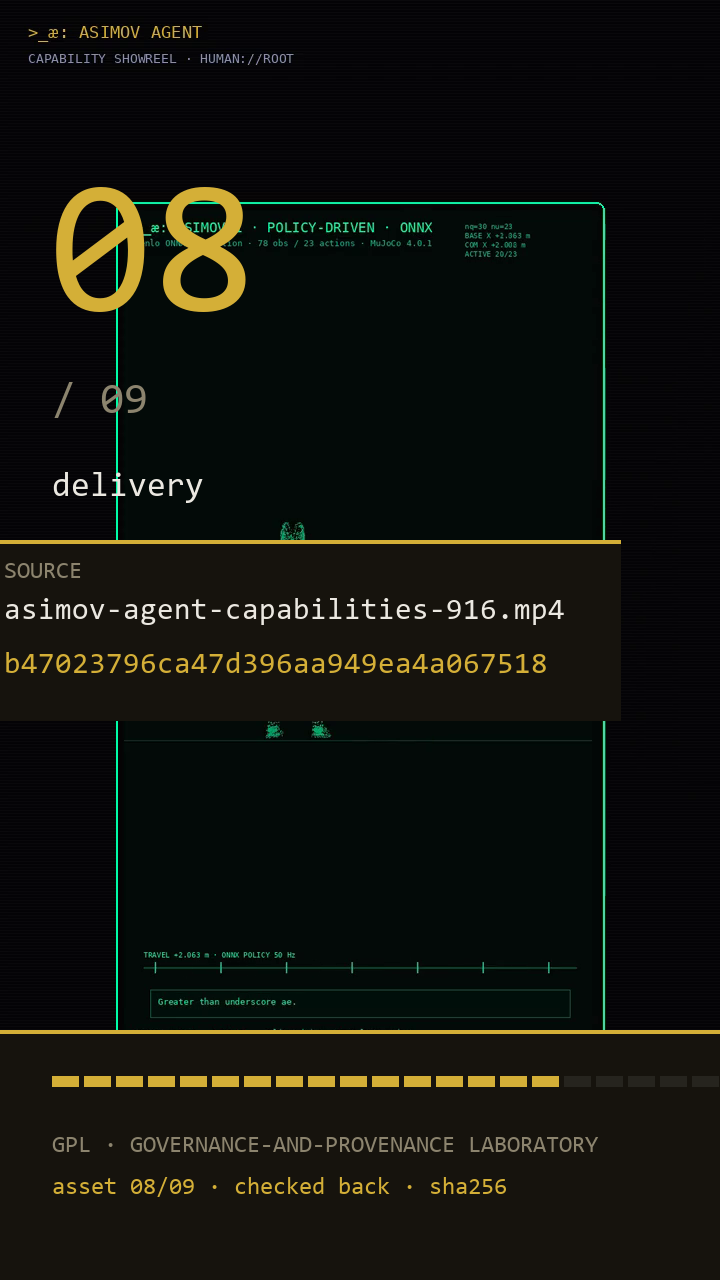 >_æ: ASIMOV AGENT
CAPABILITY SHOWREEL · HUMAN://ROOT
08
· POLICY-DRIVEN · ONNX
· 78 obs / 23 actions · MuJoCo 4.0.1
nq=30 nu=23
BASE X +2.063 m
COM X +2.008 m
ACTIVE 20/23
/ 09
delivery
SOURCE
asimov-agent-capabilities-916.mp4
b47023796ca47d396aa949ea4a067518
TRAVEL +2.063 m · ONNX POLICY 50 Hz
Greater than underscore ae.
GPL · GOVERNANCE-AND-PROVENANCE LABORATORY
asset 08/09 · checked back · sha256